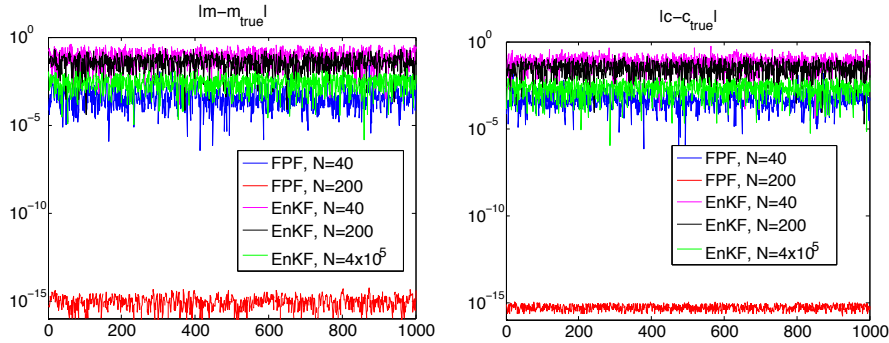 |m−m_true|
10^0
10^−5
10^−10
10^−15
0 200 400 600 800 1000
FPF, N=40
FPF, N=200
EnKF, N=40
EnKF, N=200
EnKF, N=4x10^5
|c−c_true|
10^0
10^−5
10^−10
10^−15
0 200 400 600 800 1000
FPF, N=40
FPF, N=200
EnKF, N=40
EnKF, N=200
EnKF, N=4x10^5